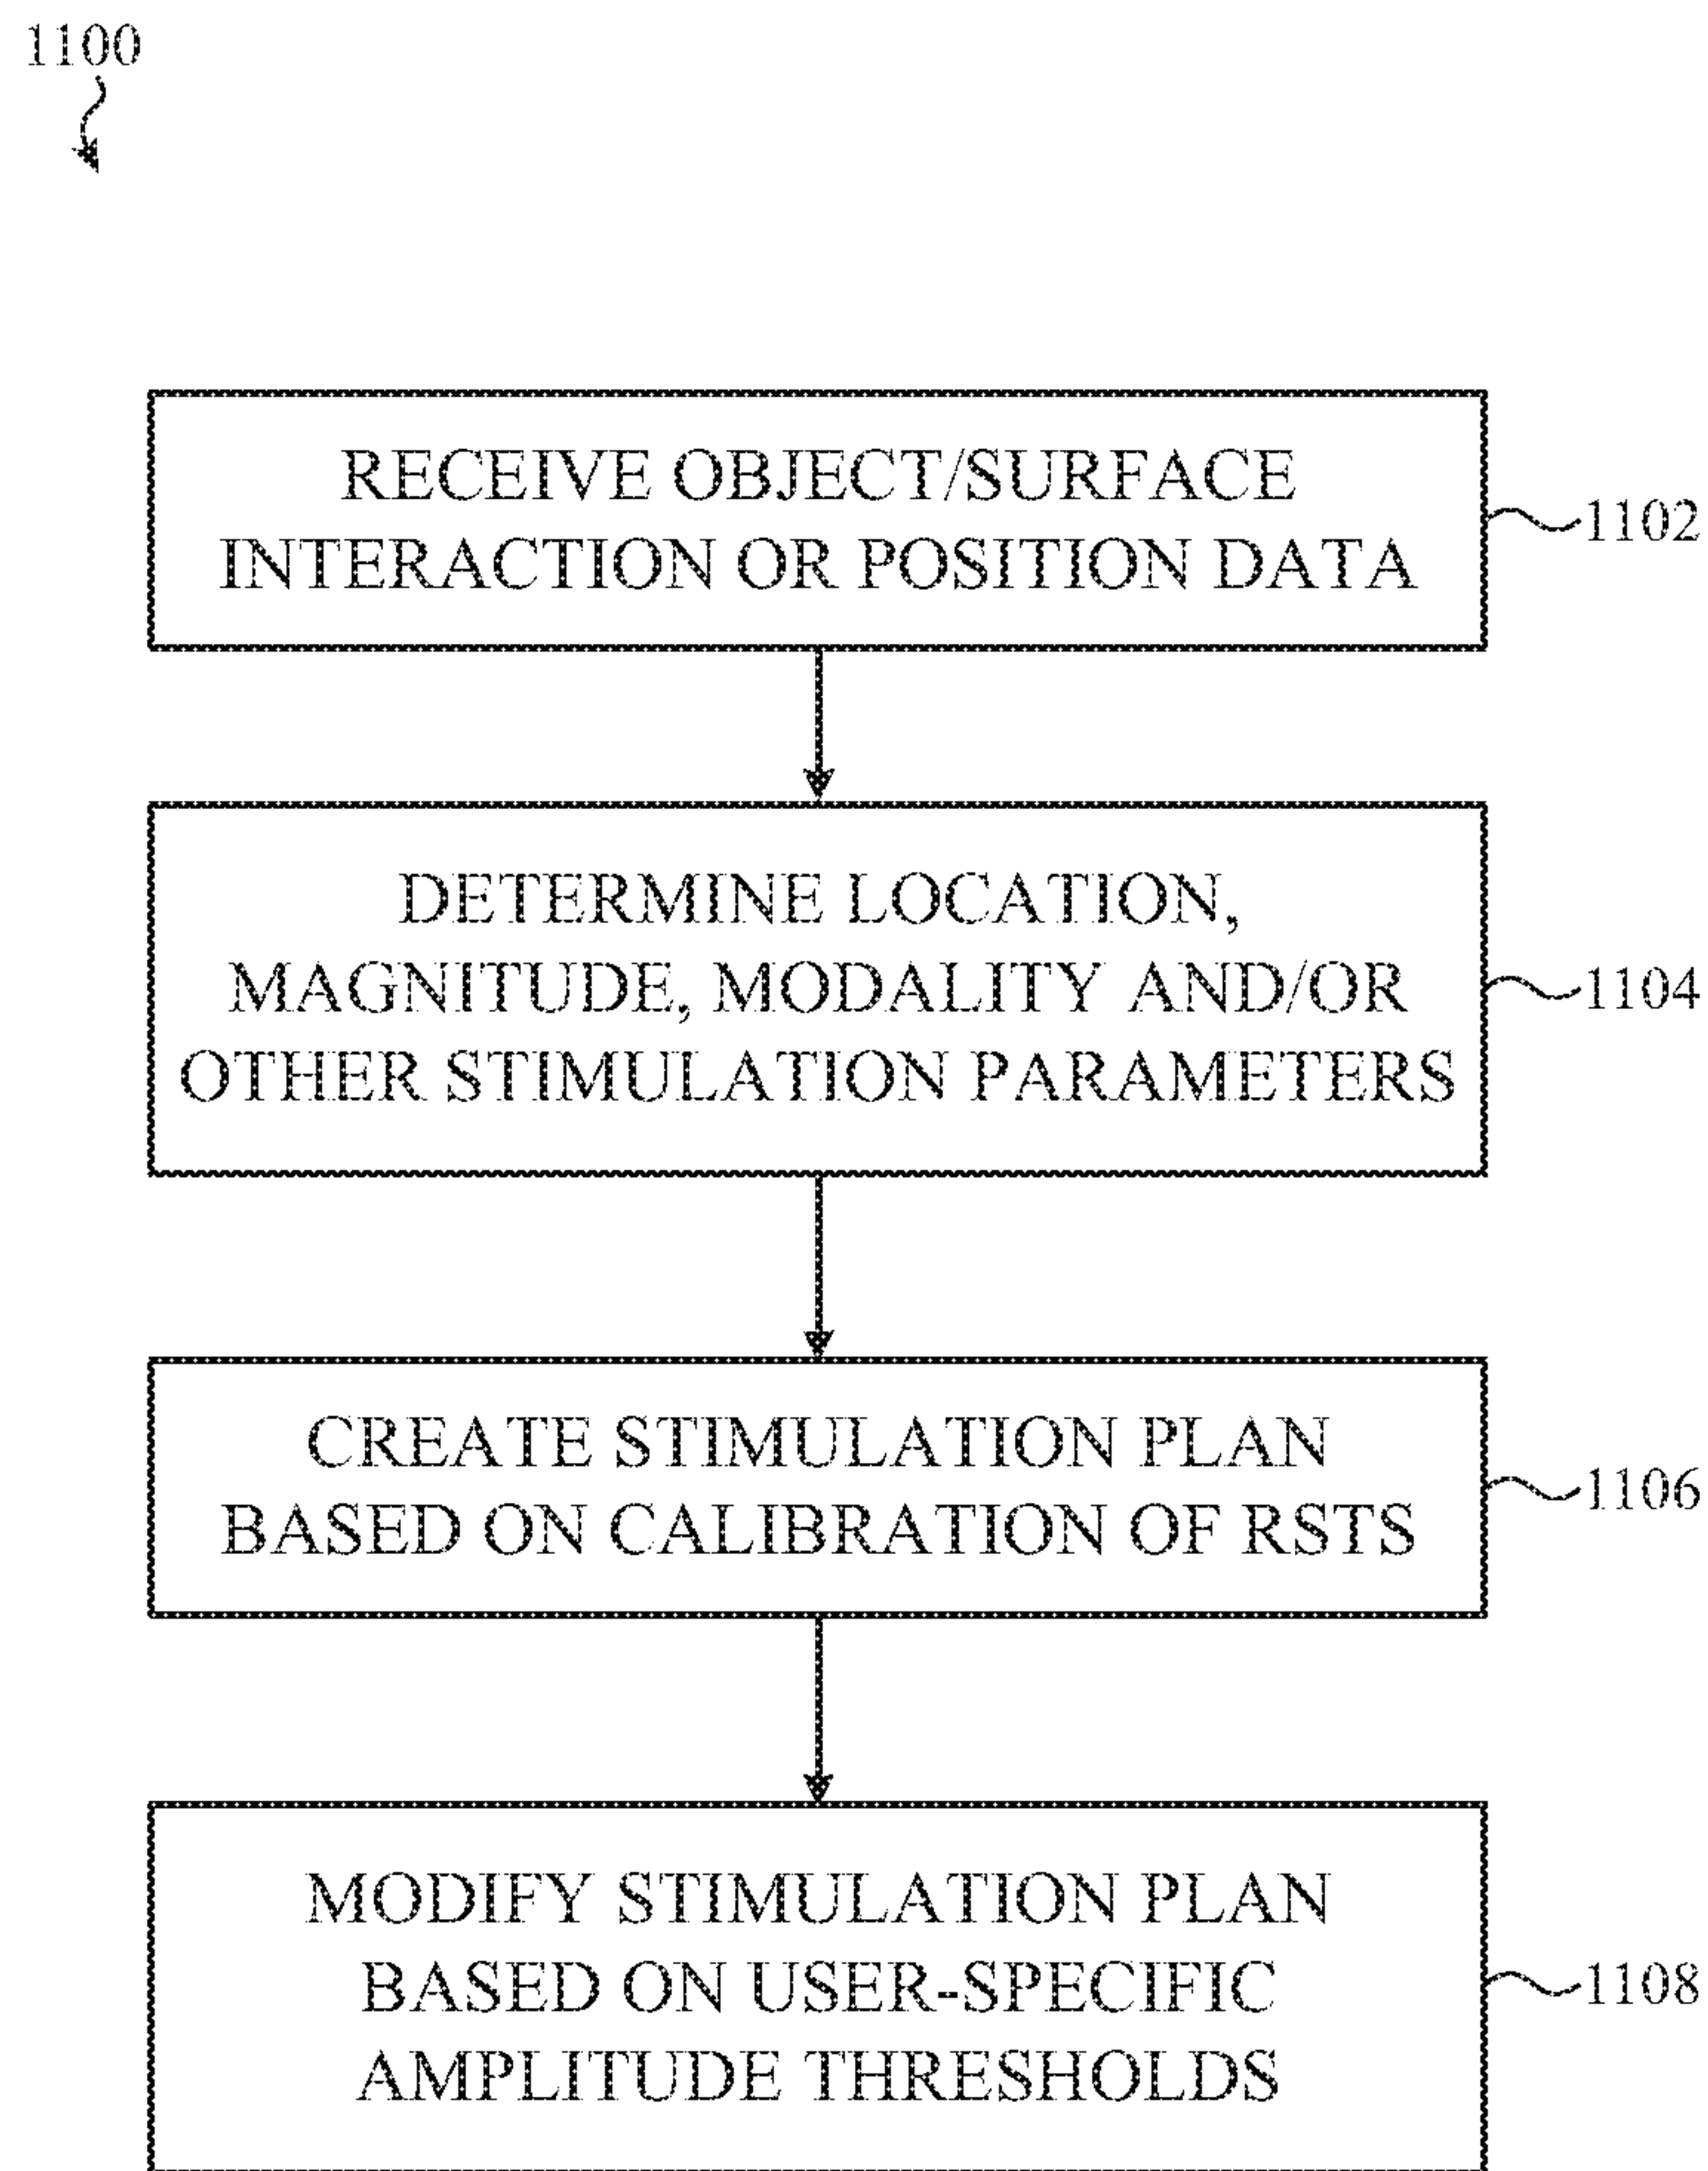 1100
RECEIVE OBJECT/SURFACE
INTERACTION OR POSITION DATA
1102
DETERMINE LOCATION,
MAGNITUDE, MODALITY AND/OR
OTHER STIMULATION PARAMETERS
1104
CREATE STIMULATION PLAN
BASED ON CALIBRATION OF RSTS
1106
MODIFY STIMULATION PLAN
BASED ON USER-SPECIFIC
AMPLITUDE THRESHOLDS
1108